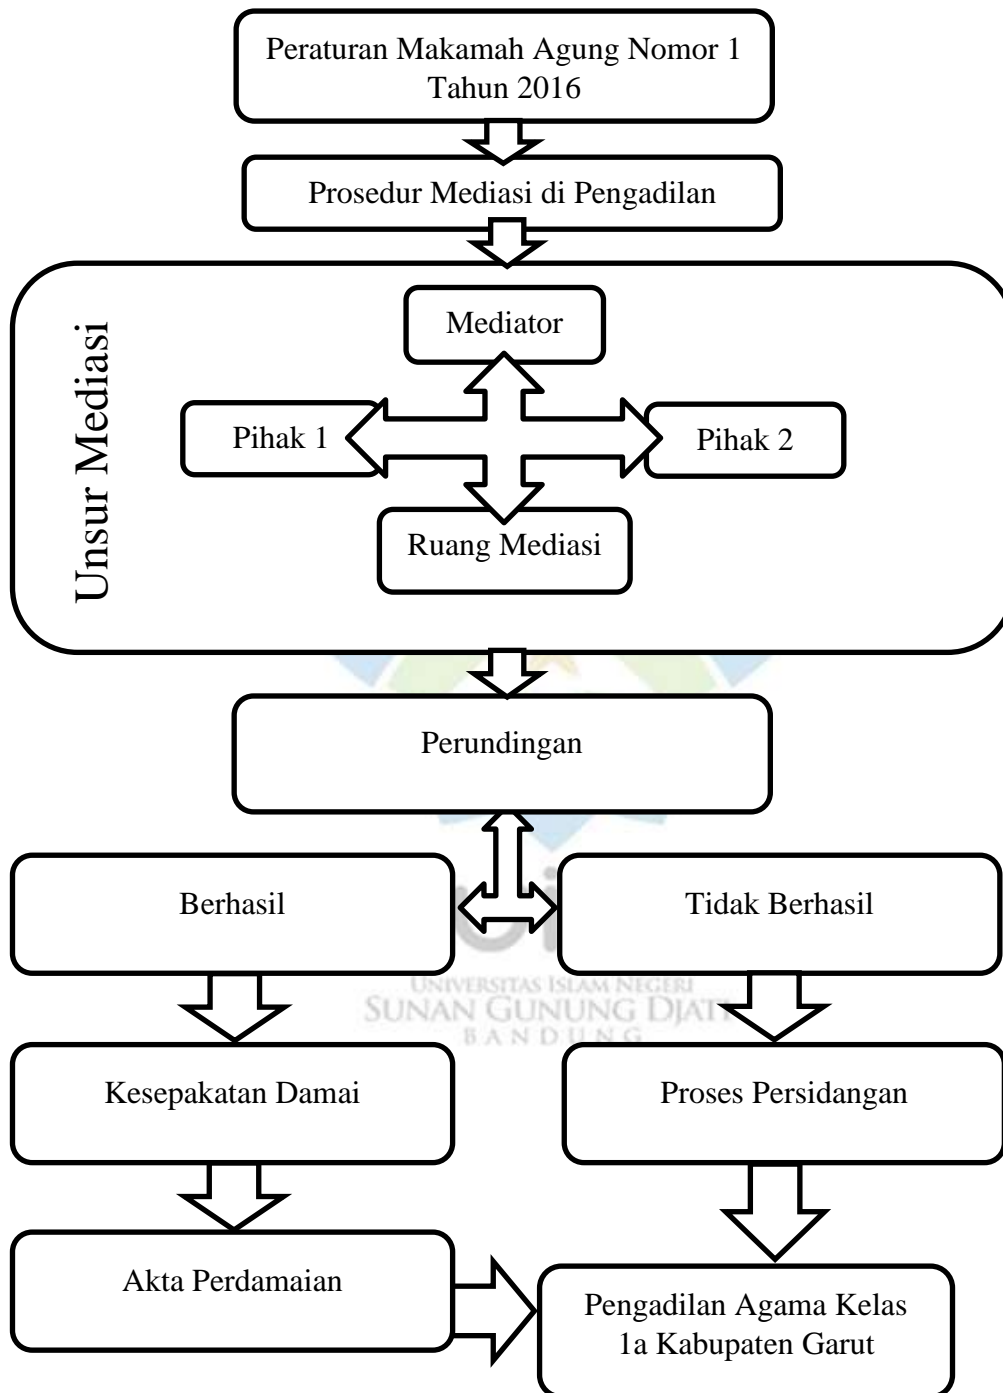 Peraturan Makamah Agung Nomor 1
Tahun 2016
Prosedur Mediasi di Pengadilan
Unsur Mediasi
Mediator
Pihak 1
Pihak 2
Ruang Mediasi
Perundingan
Berhasil
Tidak Berhasil
UNIVERSITAS ISLAM NEGERI
SUNAN GUNUNG DJATI
BANDUNG
Kesepakatan Damai
Proses Persidangan
Akta Perdamaian
Pengadilan Agama Kelas
1a Kabupaten Garut